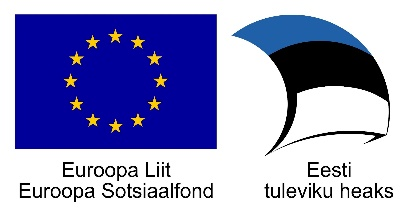 Euroopa Liit
Euroopa Sotsiaalfond
Eesti
tuleviku heaks